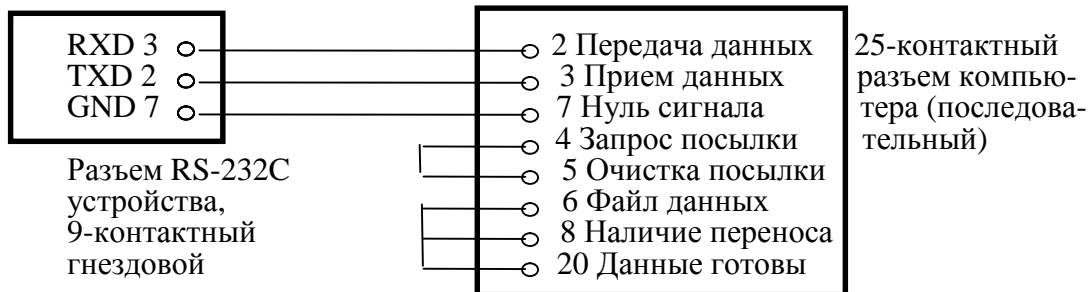 RXD 3
TXD 2
GND 7
Разъем RS-232C
устройства,
9-контактный
гнездовой
2 Передача данных
3 Прием данных
7 Нуль сигнала
4 Запрос посылки
5 Очистка посылки
6 Файл данных
8 Наличие переноса
20 Данные готовы
25-контактный
разъем компью-
тера (последова-
тельный)